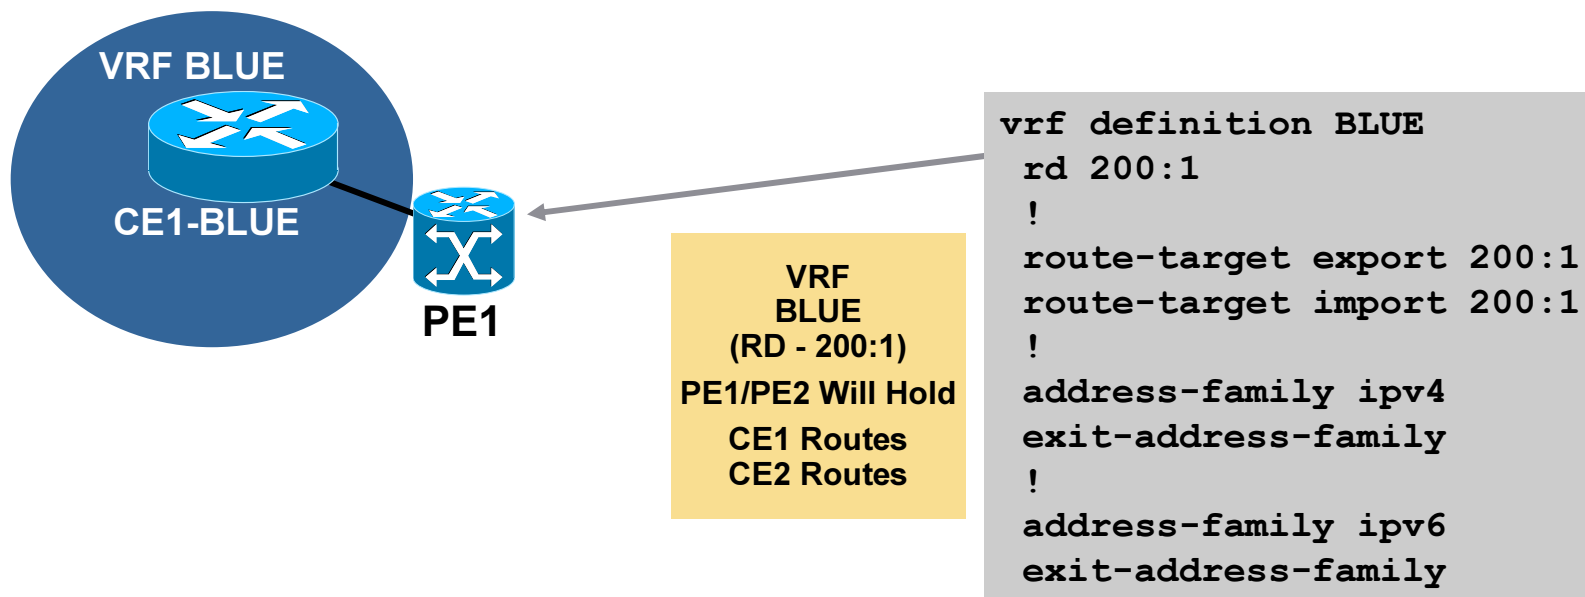 VRF BLUE
CE1-BLUE
PE1
VRF
BLUE
(RD - 200:1)
PE1/PE2 Will Hold
CE1 Routes
CE2 Routes
vrf definition BLUE
rd 200:1
!
route-target export 200:1
route-target import 200:1
!
address-family ipv4
exit-address-family
!
address-family ipv6
exit-address-family